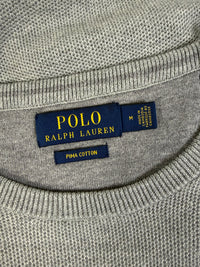 POLO
RALPH LAUREN
M
PIMA COTTON